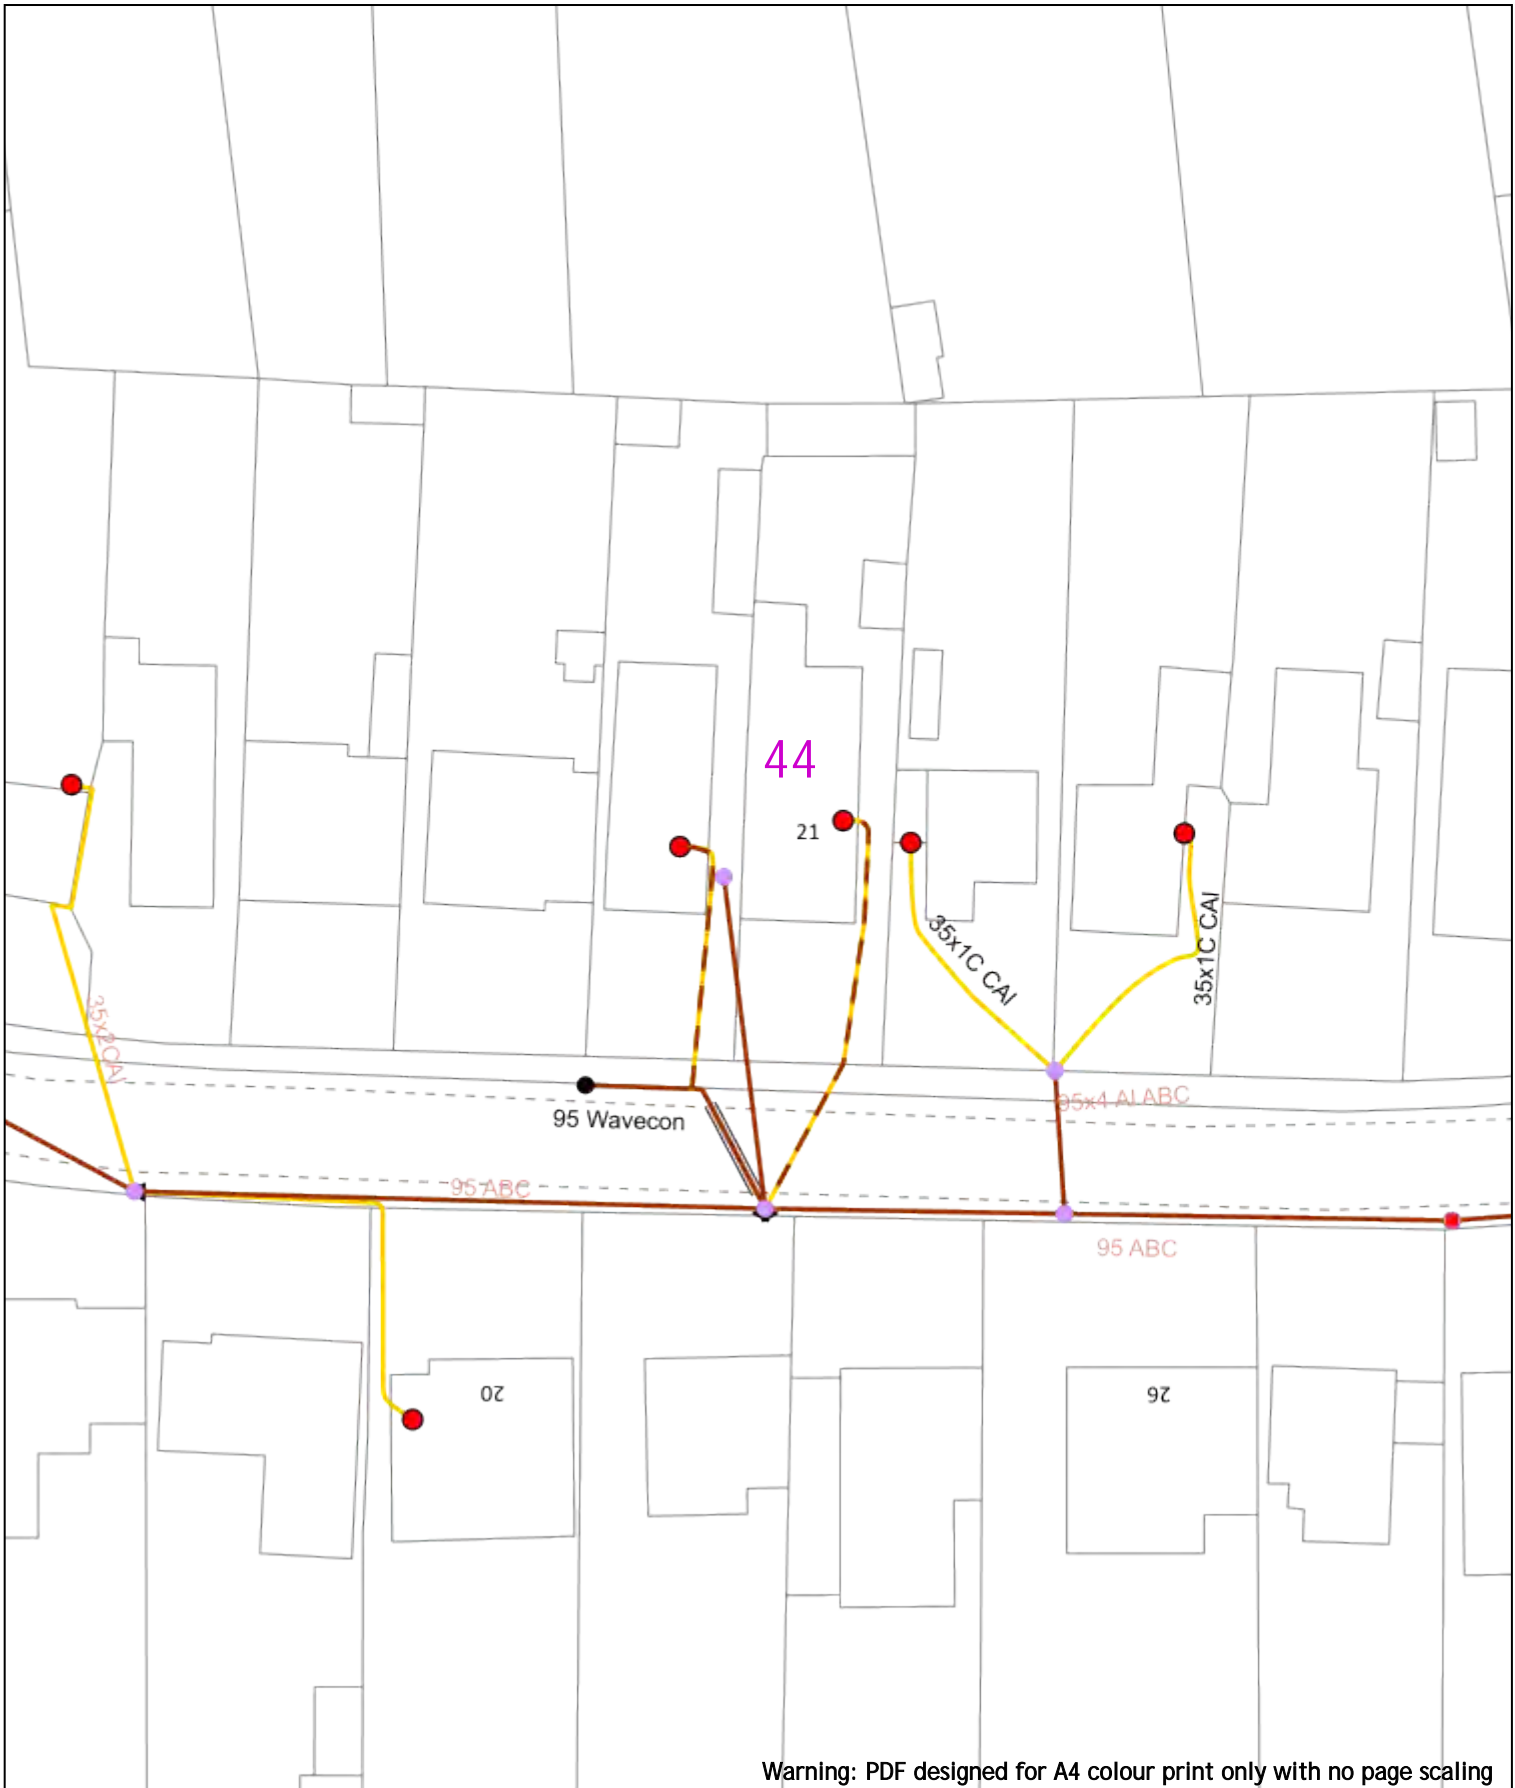 44
21
35x1C CAI
35x1C CAI
35x2CAI
95x4 Al ABC
95 Wavecon
95 ABC
95 ABC
20
26
Warning: PDF designed for A4 colour print only with no page scaling